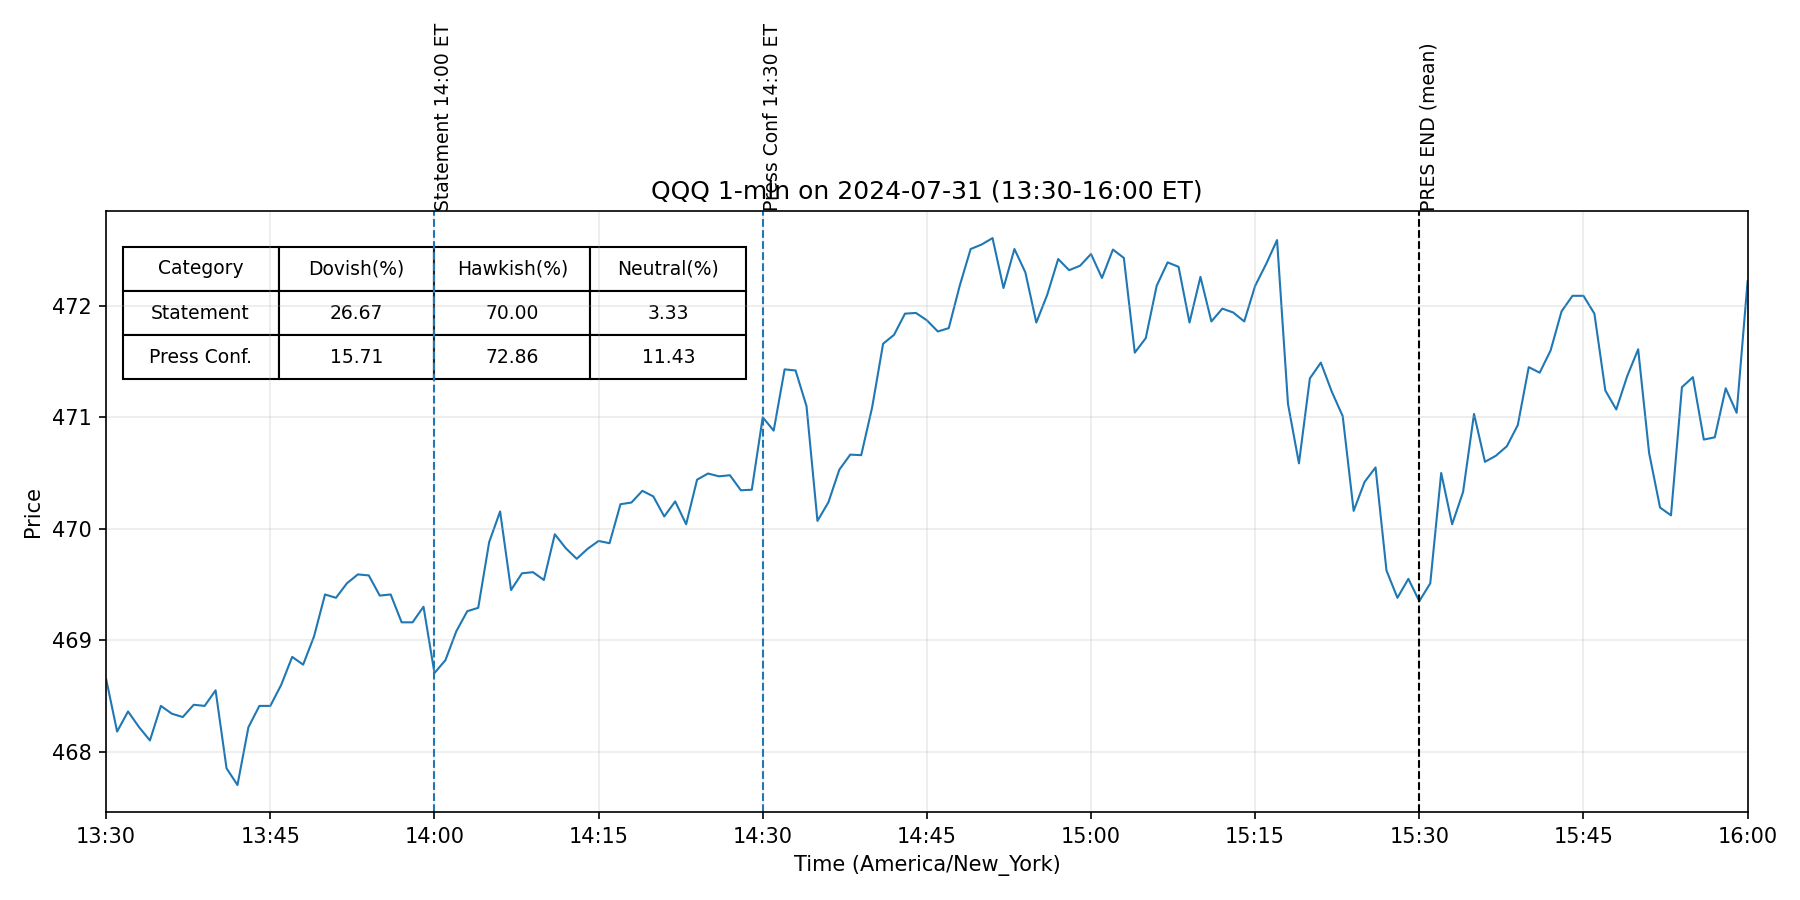 Statement 14:00 ET
Press Conf 14:30 ET
PRES END (mean)
QQQ 1-min on 2024-07-31 (13:30-16:00 ET)
Category Dovish(%) Hawkish(%) Neutral(%)
Statement 26.67 70.00 3.33
Press Conf. 15.71 72.86 11.43
472
471
470
469
468
Price
13:30 13:45 14:00 14:15 14:30 14:45 15:00 15:15 15:30 15:45 16:00
Time (America/New_York)